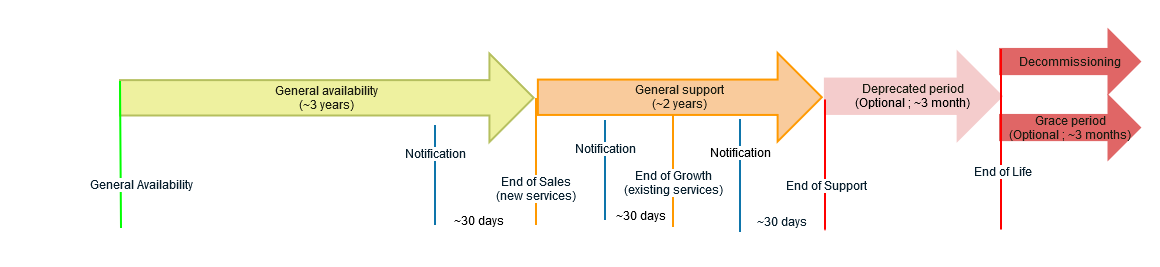 General availability
(~3 years)
General support
(~2 years)
Deprecated period
(Optional ; ~3 month)
Decommissioning
Grace period
(Optional ; ~3 months)
Notification
Notification
Notification
General Availability
End of Sales
(new services)
End of Growth
(existing services)
End of Support
End of Life
~30 days
~30 days
~30 days